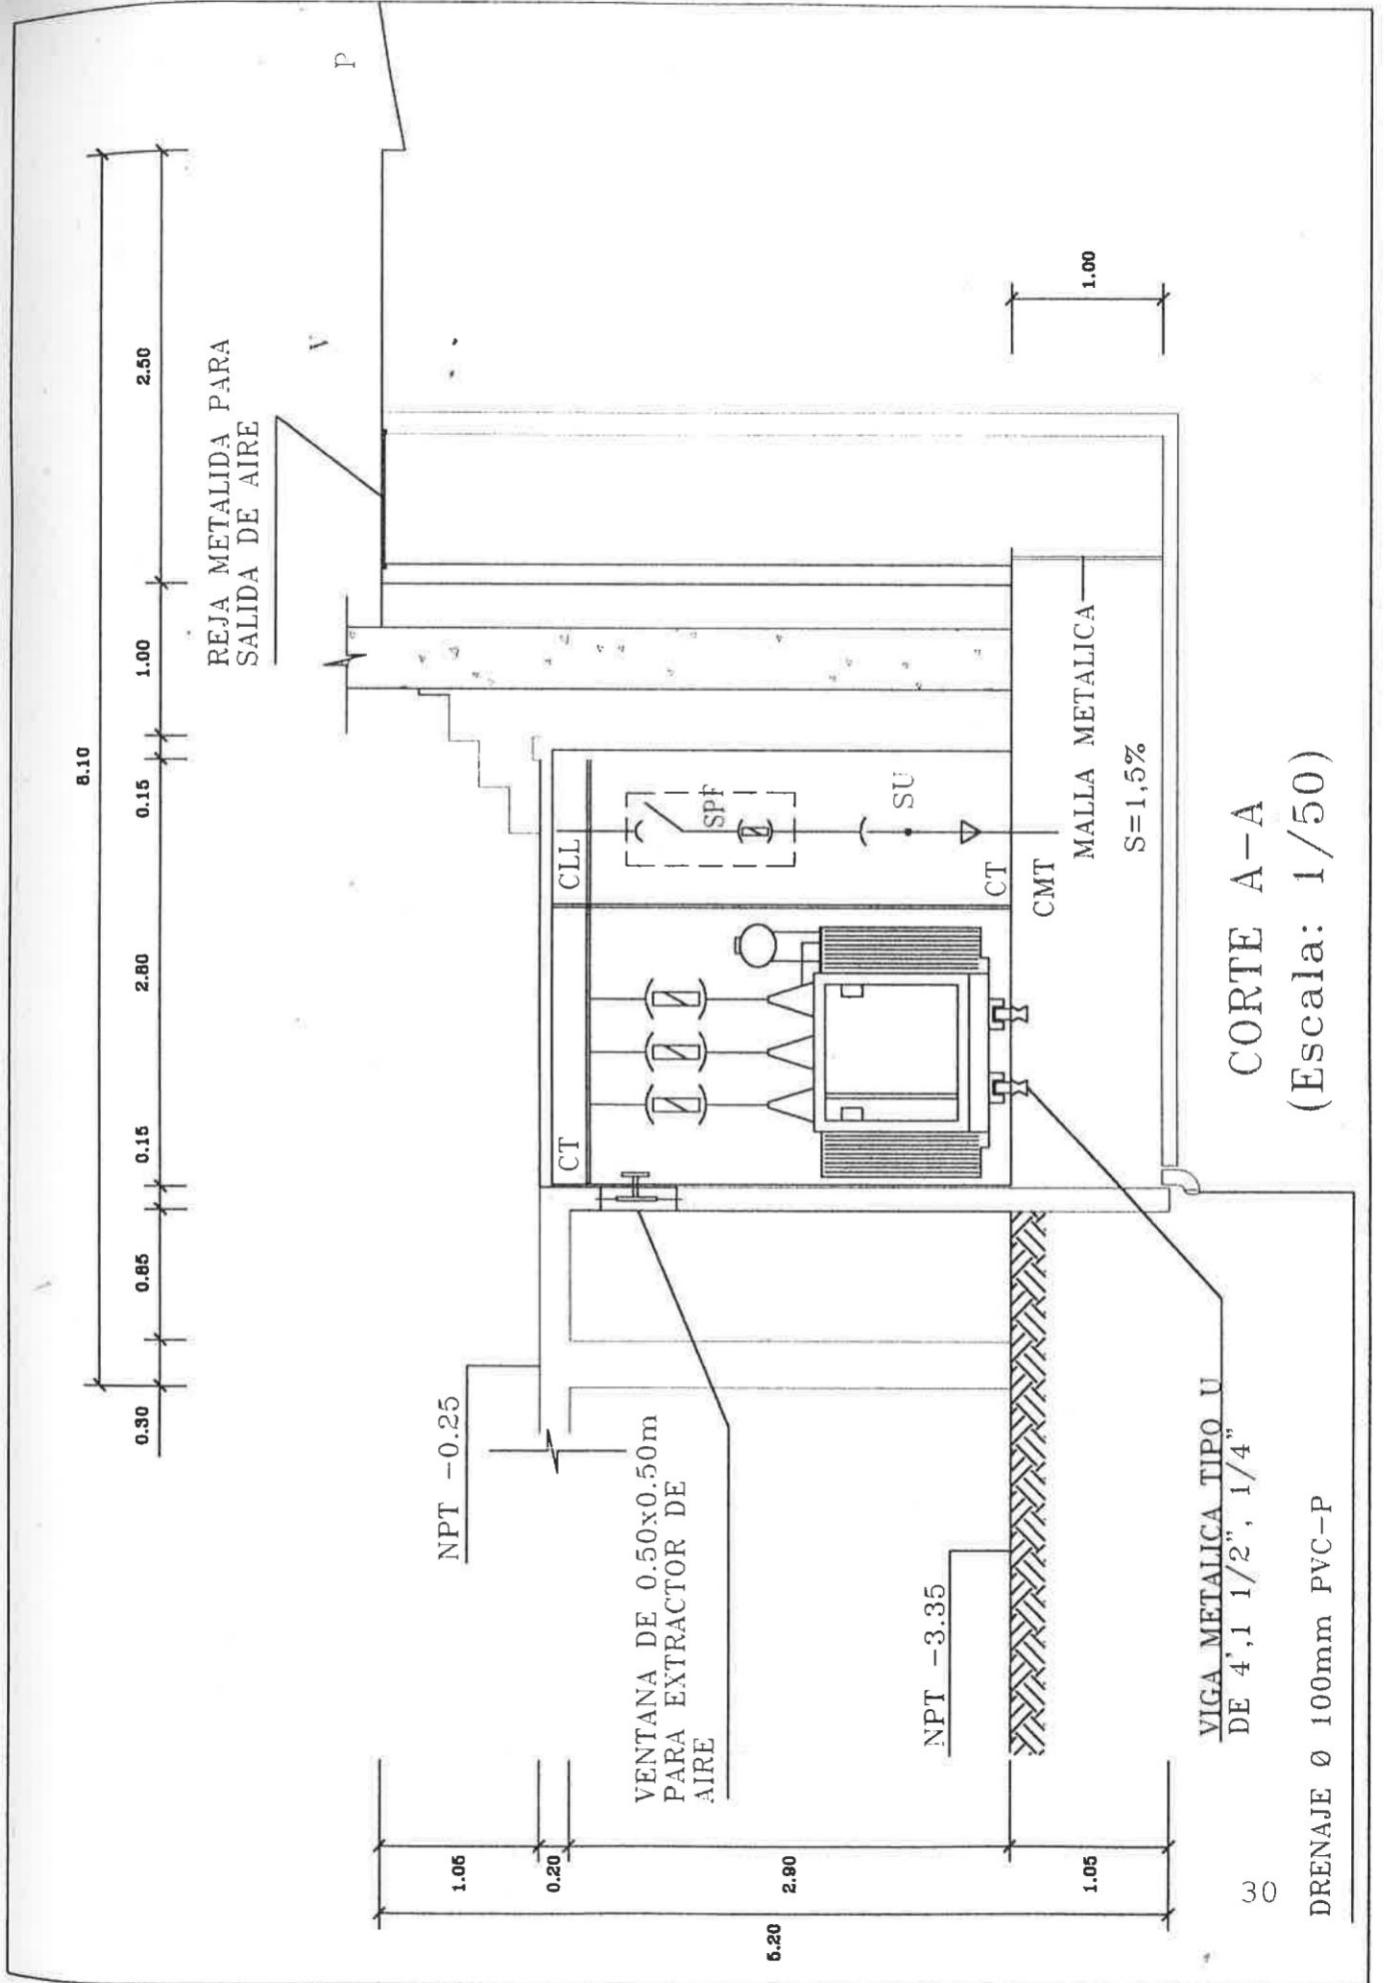 P
V
8.10
0.30
0.85
0.15
2.80
0.15
1.00
2.50
REJA METALIDA PARA
SALIDA DE AIRE
NPT -0.25
VENTANA DE 0.50x0.50m
PARA EXTRACTOR DE
AIRE
CT
CLL
SPF
SU
CT
CMT
MALLA METALICA
S=1,5%
1.00
NPT -3.35
1.05
0.20
2.90
1.05
5.20
VIGA METALICA TIPO U
DE 4',1 1/2", 1/4"
DRENAJE Ø 100mm PVC-P
CORTE A-A
(Escala: 1/50)
30